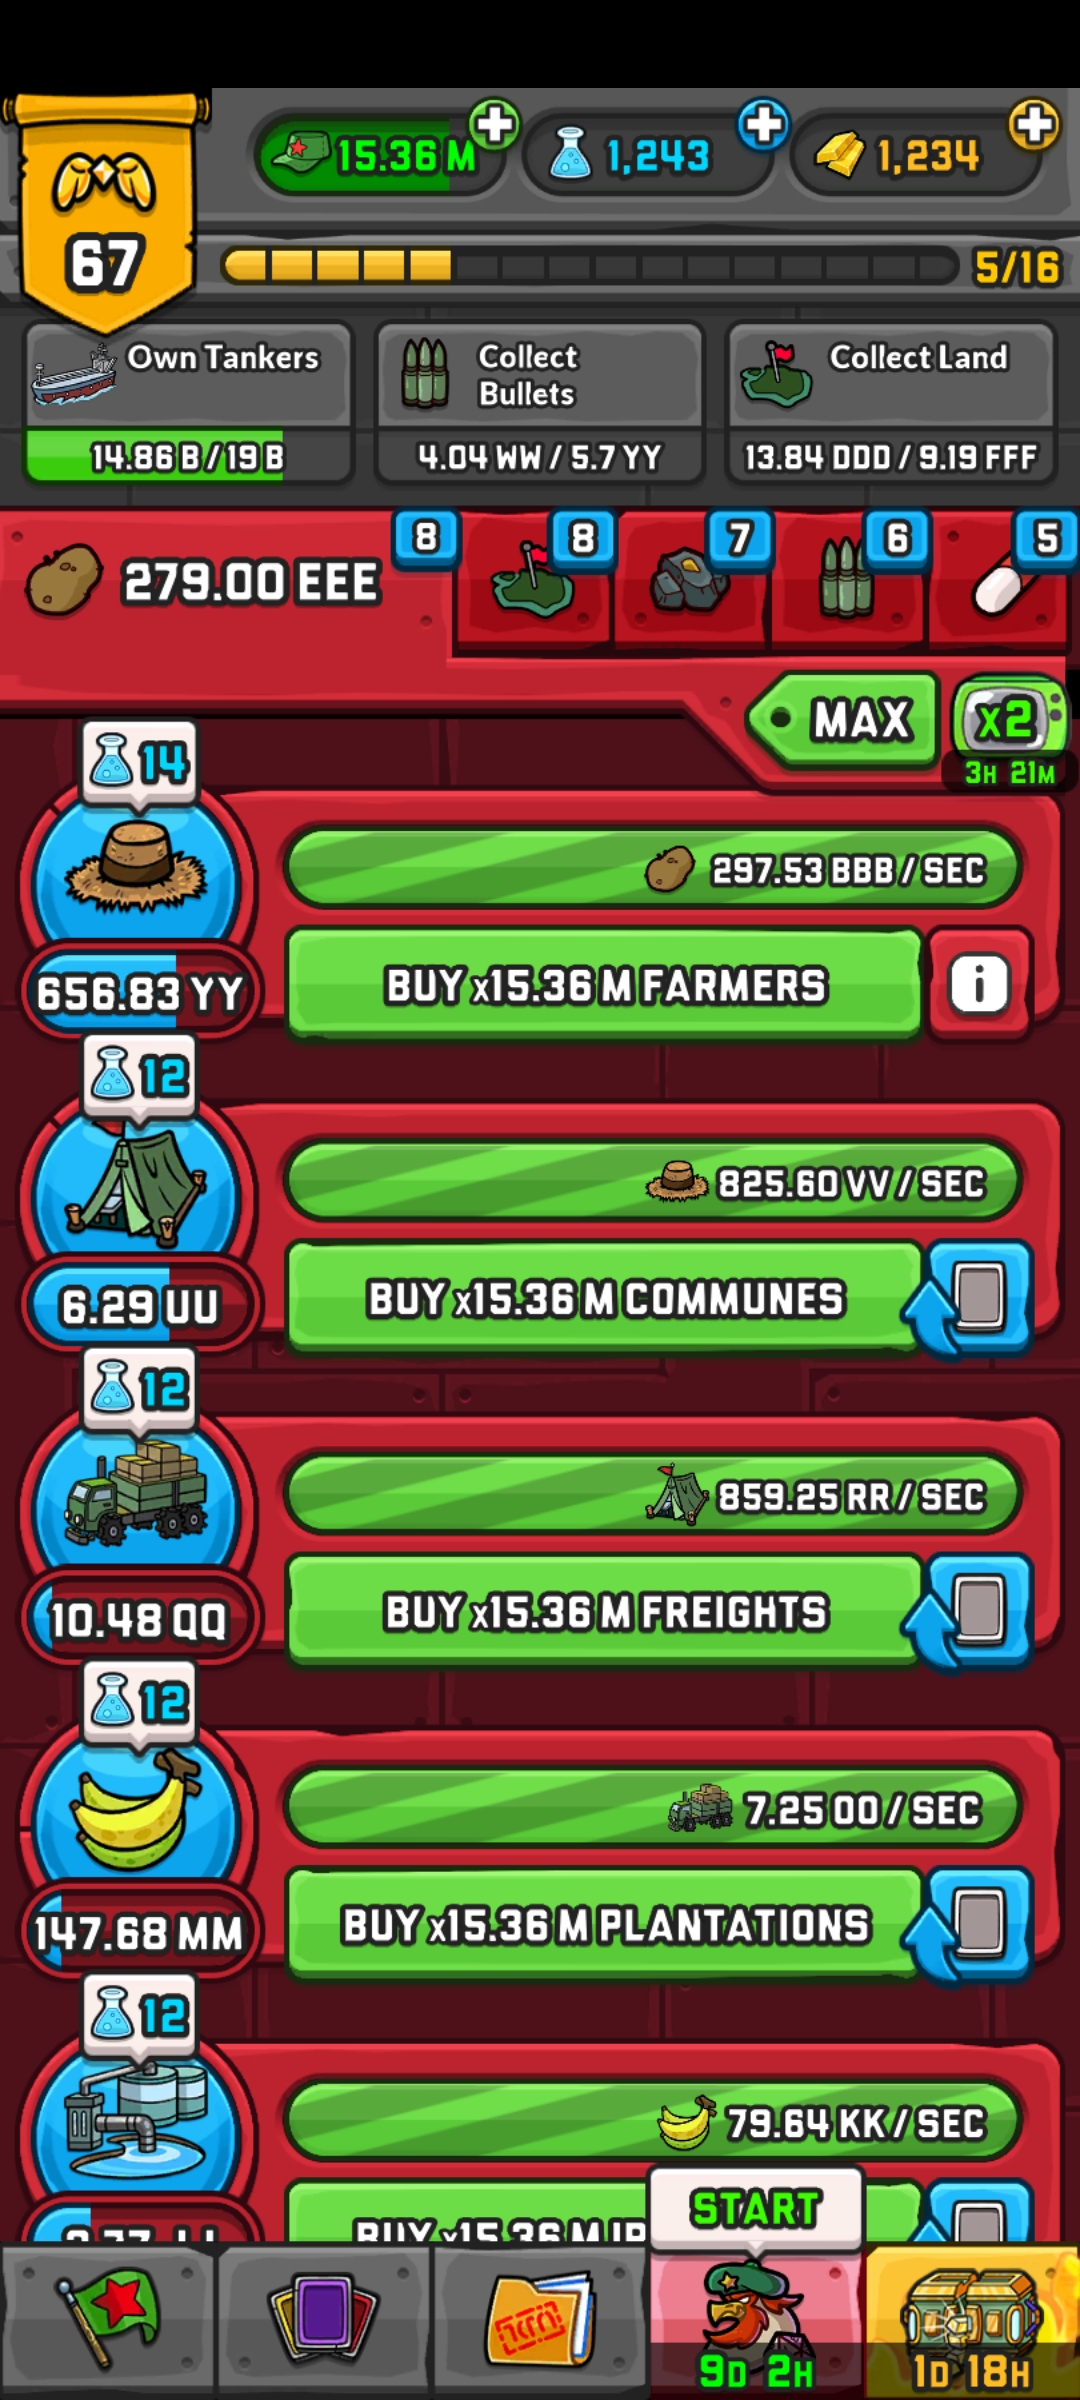 15.36 M
1,243
1,234
67
5/16
Own Tankers
14.86 B / 19 B
Collect
Bullets
4.04 WW / 5.7 YY
Collect Land
13.84 DDD / 9.19 FFF
279.00 EEE
8
8
7
6
5
MAX
x2
3H 21M
14
297.53 BBB / SEC
656.83 YY
BUY x15.36 M FARMERS
i
12
825.60 VV / SEC
6.29 UU
BUY x15.36 M COMMUNES
12
859.25 RR / SEC
10.48 QQ
BUY x15.36 M FREIGHTS
12
7.25 OO / SEC
147.68 MM
BUY x15.36 M PLANTATIONS
12
79.64 KK / SEC
BUY x15.36 M
START
9D 2H
1D 18H